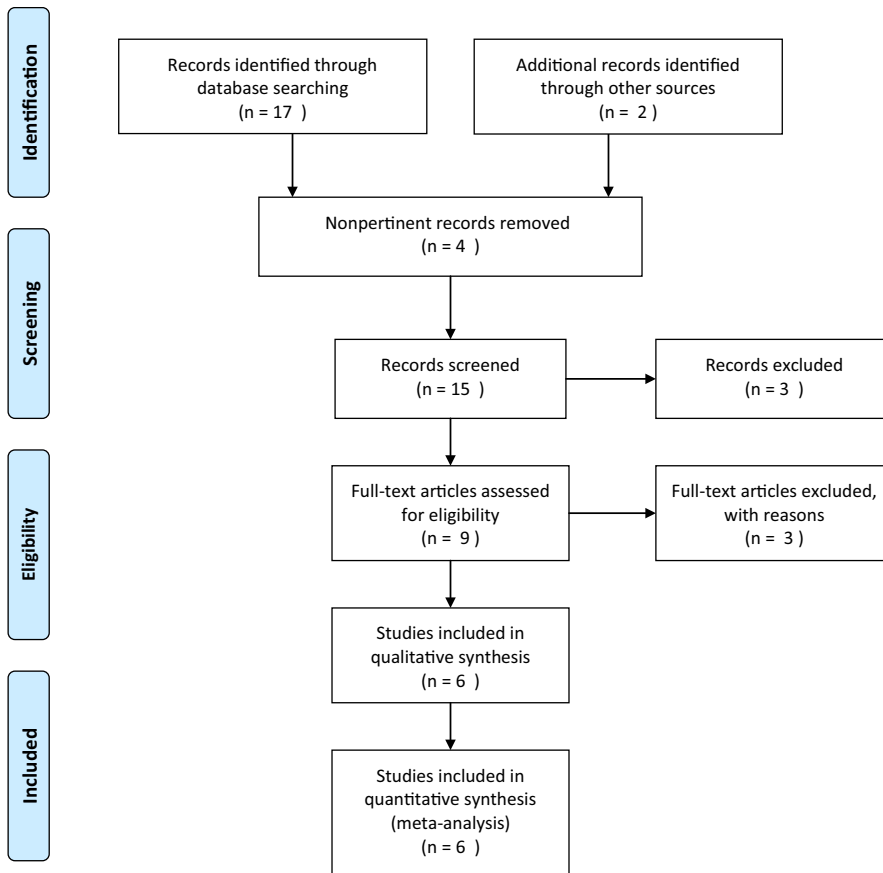 Identification
Records identified through
database searching
(n = 17 )
Additional records identified
through other sources
(n = 2 )
Nonpertinent records removed
(n = 4 )
Screening
Records screened
(n = 15 )
Records excluded
(n = 3 )
Eligibility
Full-text articles assessed
for eligibility
(n = 9 )
Full-text articles excluded,
with reasons
(n = 3 )
Studies included in
qualitative synthesis
(n = 6 )
Included
Studies included in
quantitative synthesis
(meta-analysis)
(n = 6 )